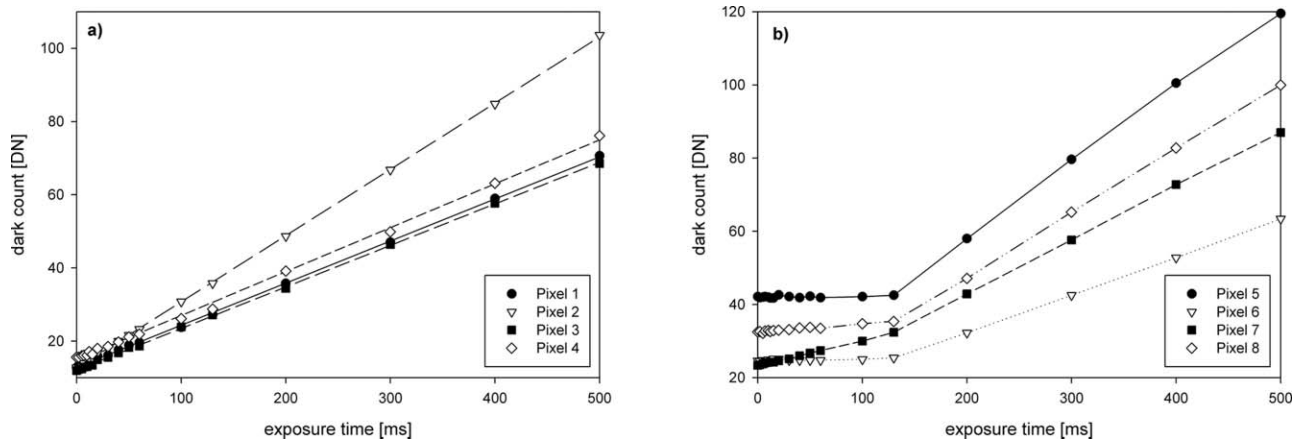 a)
dark count [DN]
100
80
60
40
20
0 100 200 300 400 500
exposure time [ms]
Pixel 1
Pixel 2
Pixel 3
Pixel 4
b)
dark count [DN]
120
100
80
60
40
20
0 100 200 300 400 500
exposure time [ms]
Pixel 5
Pixel 6
Pixel 7
Pixel 8